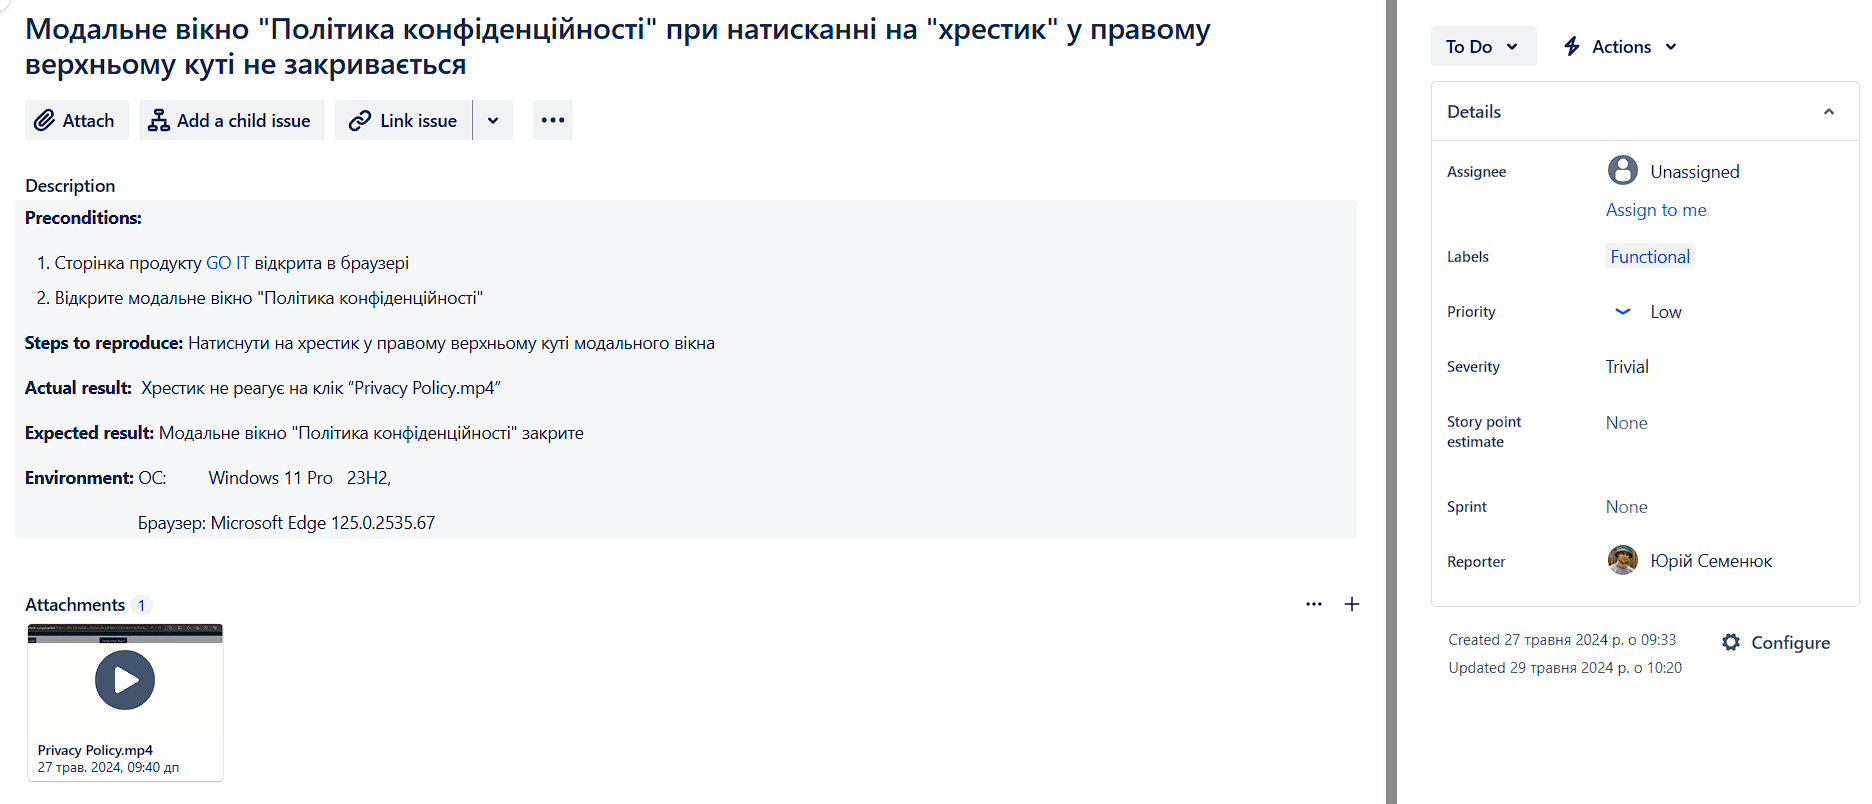 Модальне вікно "Політика конфіденційності" при натисканні на "хрестик" у правому
верхньому куті не закривається
Attach
Add a child issue
Link issue
Description
Preconditions:
1. Сторінка продукту GO IT відкрита в браузері
2. Відкрите модальне вікно "Політика конфіденційності"
Steps to reproduce: Натиснути на хрестик у правому верхньому куті модального вікна
Actual result: Хрестик не реагує на клік “Privacy Policy.mp4”
Expected result: Модальне вікно "Політика конфіденційності" закрите
Environment: ОС: Windows 11 Pro 23H2,
Браузер: Microsoft Edge 125.0.2535.67
Attachments 1
Privacy Policy.mp4
27 трав. 2024, 09:40 дп
To Do
Actions
Details
Assignee
Unassigned
Assign to me
Labels
Functional
Priority
Low
Severity
Trivial
Story point
estimate
None
Sprint
None
Reporter
Юрій Семенюк
Created 27 травня 2024 р. о 09:33
Updated 29 травня 2024 р. о 10:20
Configure